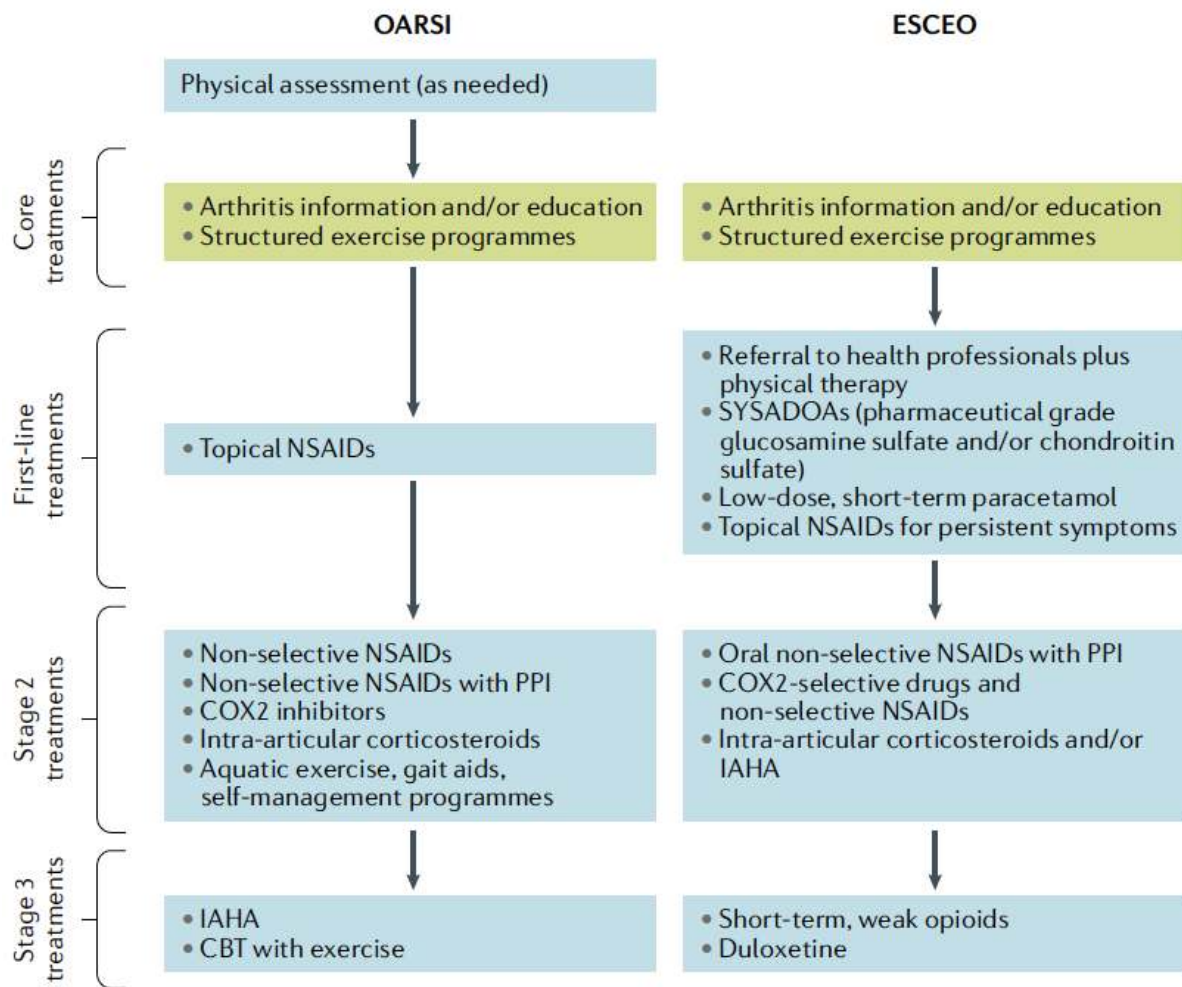 OARSI
ESCEO
Physical assessment (as needed)
Core
treatments
• Arthritis information and/or education
• Structured exercise programmes
• Arthritis information and/or education
• Structured exercise programmes
First-line
treatments
• Topical NSAIDs
• Referral to health professionals plus
physical therapy
• SYSADOAs (pharmaceutical grade
glucosamine sulfate and/or chondroitin
sulfate)
• Low-dose, short-term paracetamol
• Topical NSAIDs for persistent symptoms
Stage 2
treatments
• Non-selective NSAIDs
• Non-selective NSAIDs with PPI
• COX2 inhibitors
• Intra-articular corticosteroids
• Aquatic exercise, gait aids,
self-management programmes
• Oral non-selective NSAIDs with PPI
• COX2-selective drugs and
non-selective NSAIDs
• Intra-articular corticosteroids and/or
IAHA
Stage 3
treatments
• IAHA
• CBT with exercise
• Short-term, weak opioids
• Duloxetine